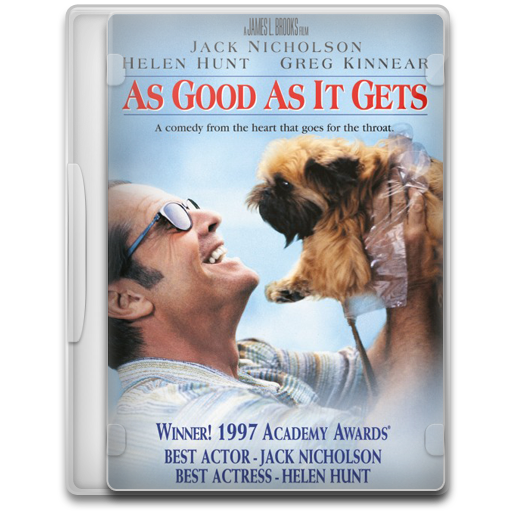 A JAMES L. BROOKS FILM
JACK NICHOLSON
HELEN HUNT GREG KINNEAR
AS GOOD AS IT GETS
A comedy from the heart that goes for the throat.
WINNER! 1997 ACADEMY AWARDS®
BEST ACTOR - JACK NICHOLSON
BEST ACTRESS - HELEN HUNT